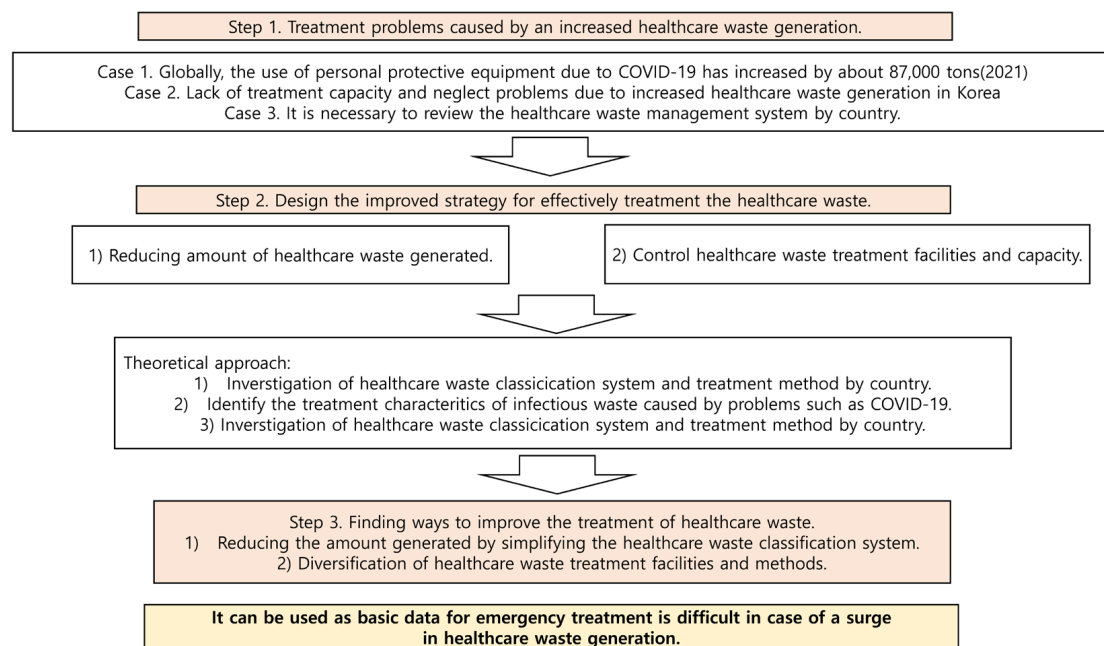 Step 1. Treatment problems caused by an increased healthcare waste generation.
Case 1. Globally, the use of personal protective equipment due to COVID-19 has increased by about 87,000 tons(2021)
Case 2. Lack of treatment capacity and neglect problems due to increased healthcare waste generation in Korea
Case 3. It is necessary to review the healthcare waste management system by country.
Step 2. Design the improved strategy for effectively treatment the healthcare waste.
1) Reducing amount of healthcare waste generated.
2) Control healthcare waste treatment facilities and capacity.
Theoretical approach:
1) Inverstigation of healthcare waste classicication system and treatment method by country.
2) Identify the treatment characteritics of infectious waste caused by problems such as COVID-19.
3) Inverstigation of healthcare waste classicication system and treatment method by country.
Step 3. Finding ways to improve the treatment of healthcare waste.
1) Reducing the amount generated by simplifying the healthcare waste classification system.
2) Diversification of healthcare waste treatment facilities and methods.
It can be used as basic data for emergency treatment is difficult in case of a surge
in healthcare waste generation.